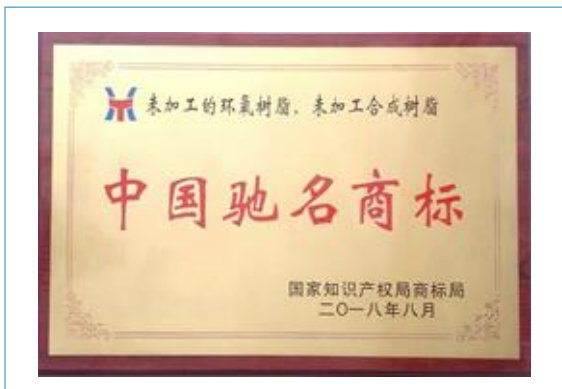 未加工的环氧树脂、未加工合成树脂
中国驰名商标
国家知识产权局商标局
二〇一八年八月